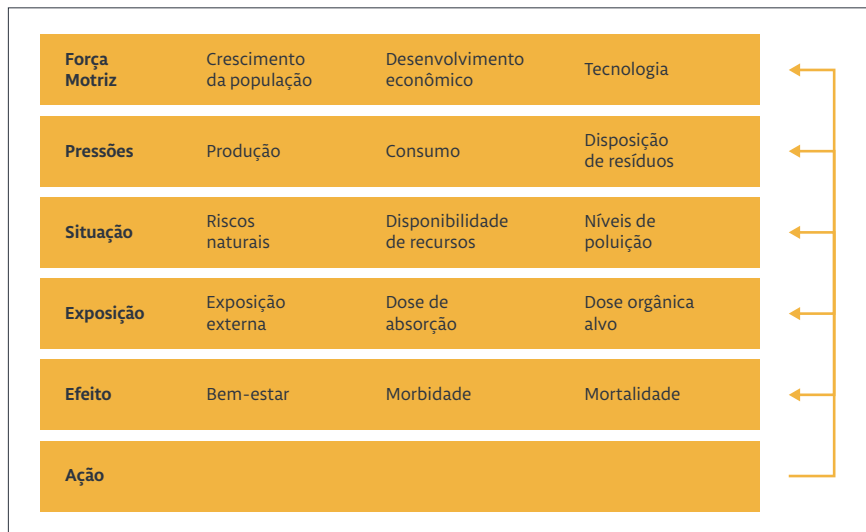 Força
Motriz
Crescimento
da população
Desenvolvimento
econômico
Tecnologia
Pressões
Produção
Consumo
Disposição
de resíduos
Situação
Riscos
naturais
Disponibilidade
de recursos
Níveis de
poluição
Exposição
Exposição
externa
Dose de
absorção
Dose orgânica
alvo
Efeito
Bem-estar
Morbidade
Mortalidade
Ação